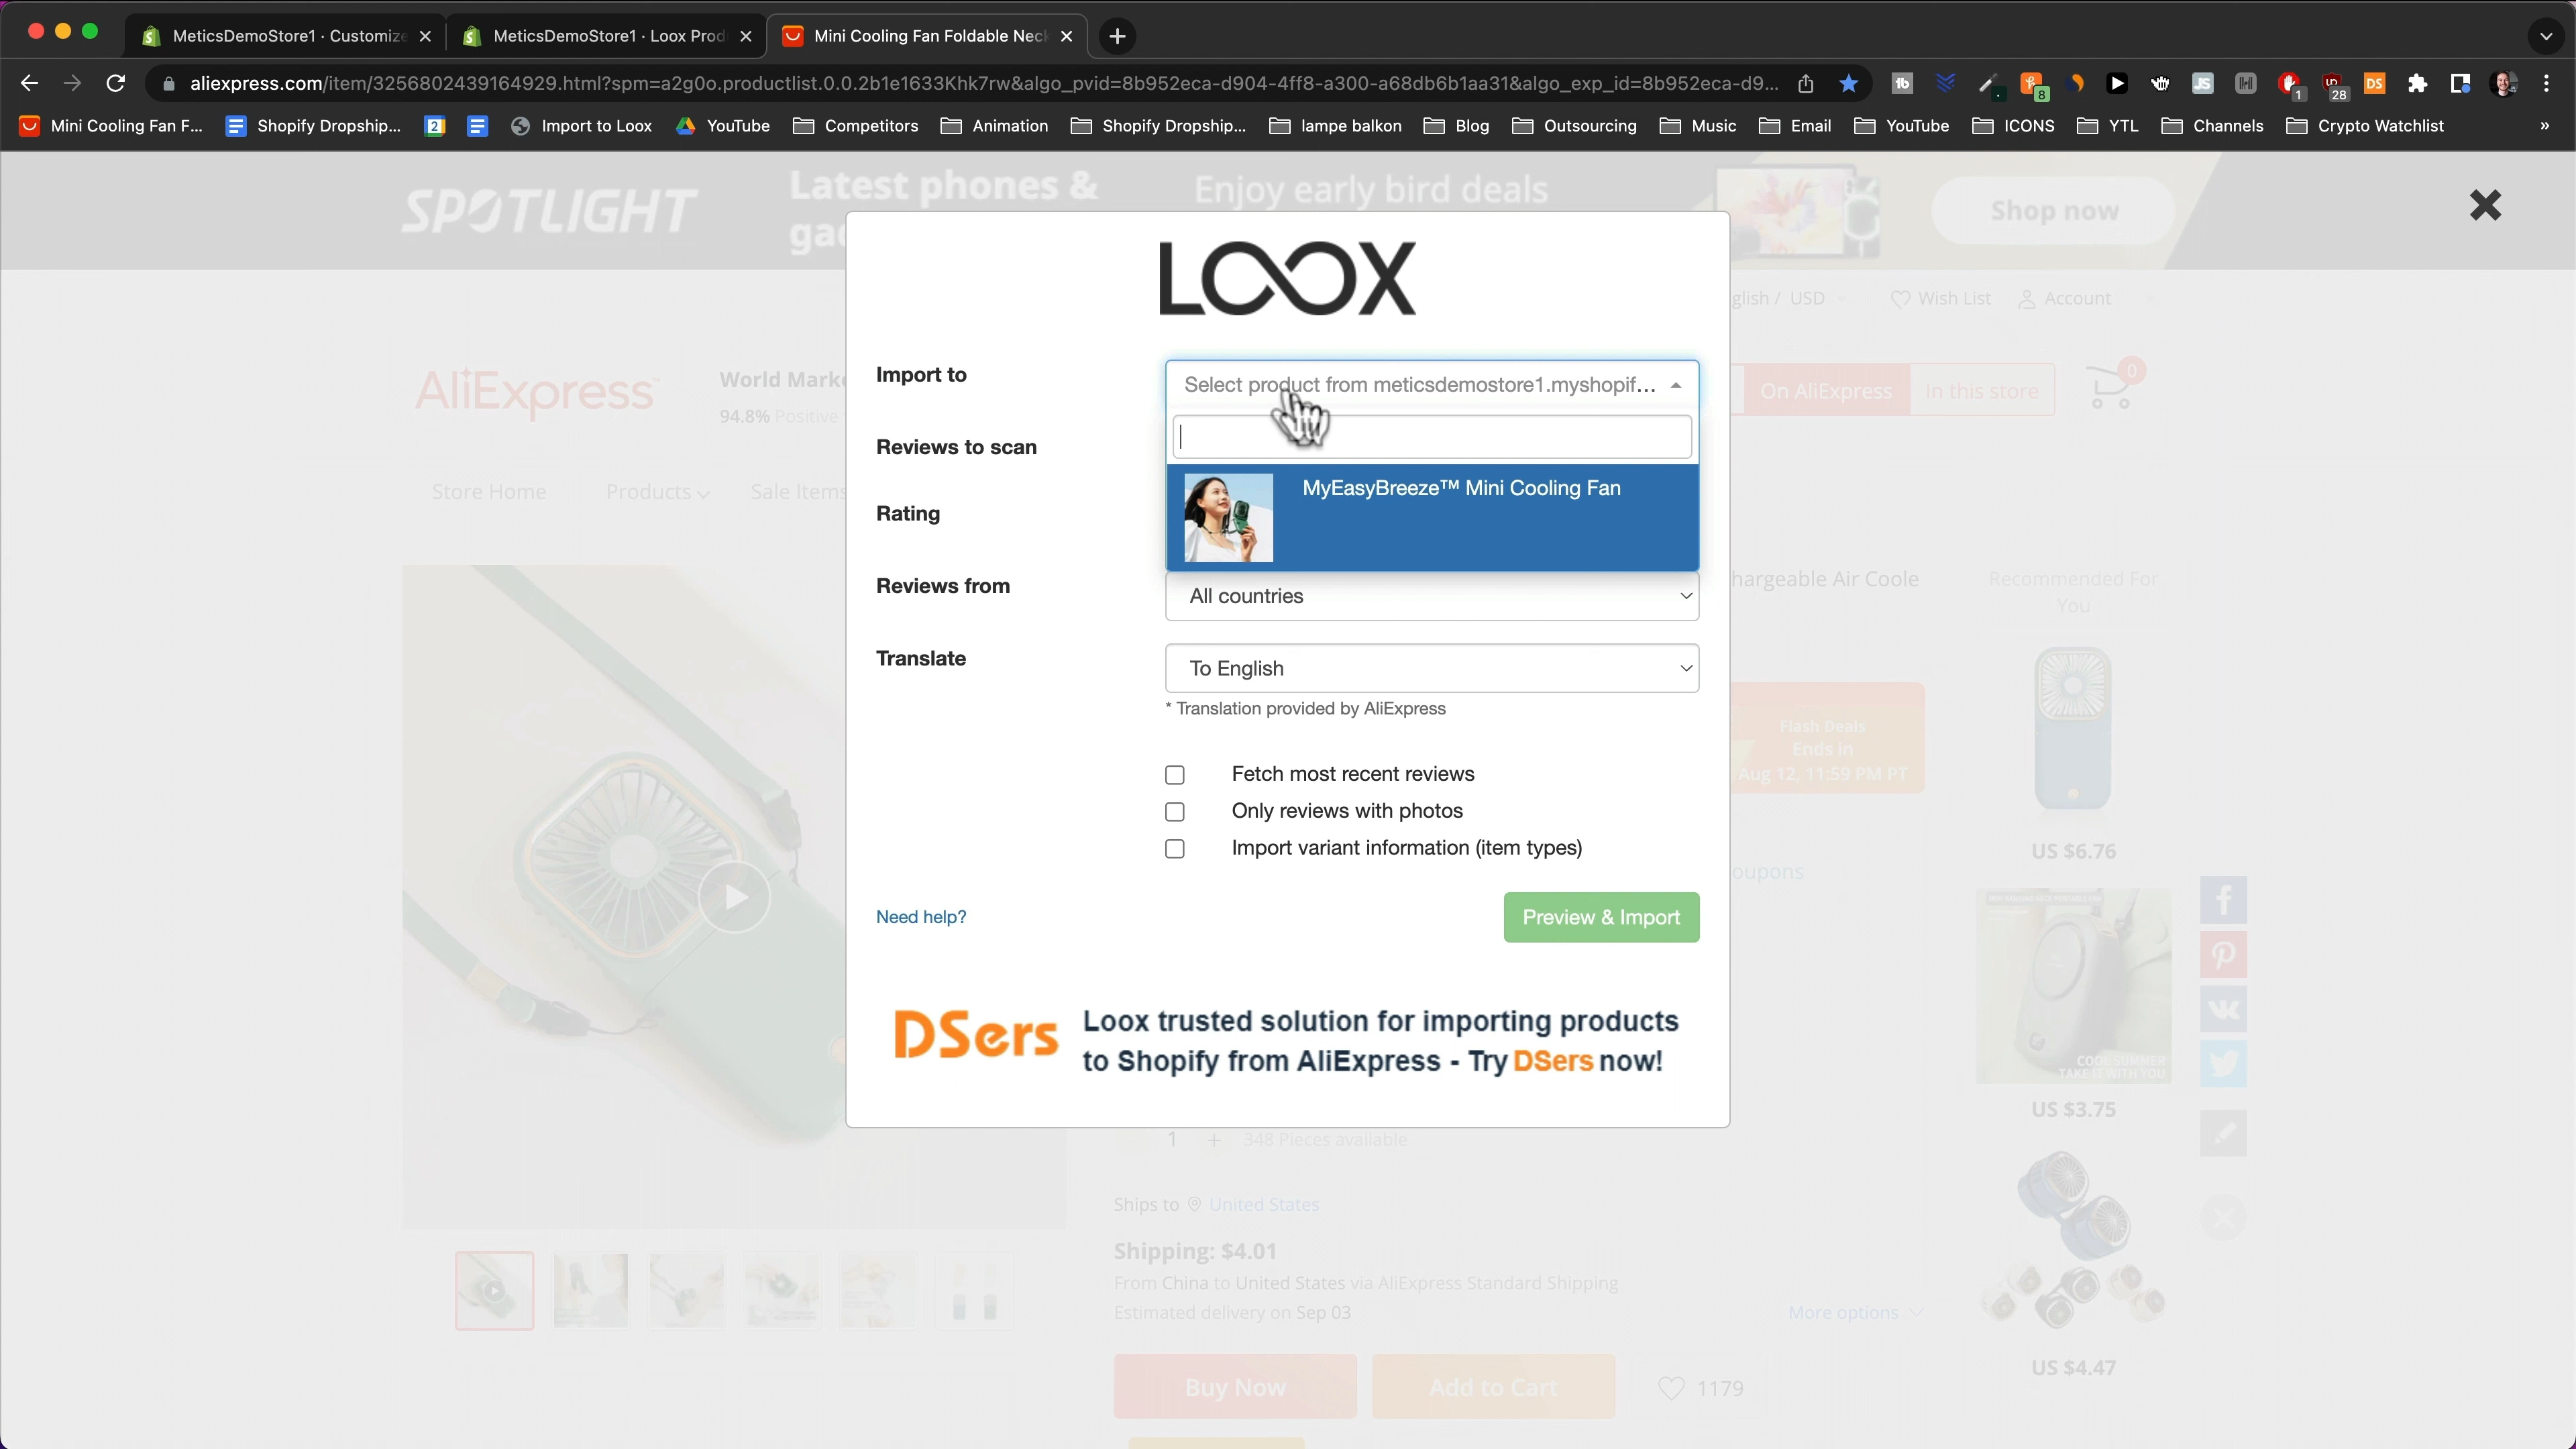 MeticsDemoStore1 · Customize
MeticsDemoStore1 · Loox Prod
Mini Cooling Fan Foldable Neck
aliexpress.com/item/3256802439164929.html?spm=a2g0o.productlist.0.0.2b1e1633Khk7rw&algo_pvid=8b952eca-d904-4ff8-a300-a68db6b1aa31&algo_exp_id=8b952eca-d9...
Mini Cooling Fan F...
Shopify Dropship...
Import to Loox
YouTube
Competitors
Animation
Shopify Dropship...
lampe balkon
Blog
Outsourcing
Music
Email
YouTube
ICONS
YTL
Channels
Crypto Watchlist
»
SPOTLIGHT
Latest phones &
Enjoy early bird deals
Shop now
LOOX
glish / USD
Wish List
Account
AliExpress
World Mark
94.8% Positive
Import to
Select product from meticsdemostore1.myshopif...
On AliExpress
In this store
0
Reviews to scan
MyEasyBreeze™ Mini Cooling Fan
Store Home
Products
Sale Items
Rating
Reviews from
All countries
hargeable Air Coole
Recommended For
You
Translate
To English
* Translation provided by AliExpress
Flash Deals
Ends in
Aug 12, 11:59 PM PT
Fetch most recent reviews
Only reviews with photos
Import variant information (item types)
US $6.76
oupons
Need help?
Preview & Import
DSers
Loox trusted solution for importing products
to Shopify from AliExpress - Try DSers now!
COOL SUMMER
TAKE IT WITH YOU
US $3.75
1 + 348 Pieces available
Ships to United States
Shipping: $4.01
From China to United States via AliExpress Standard Shipping
Estimated delivery on Sep 03
More options
US $4.47
Buy Now
Add to Cart
1179